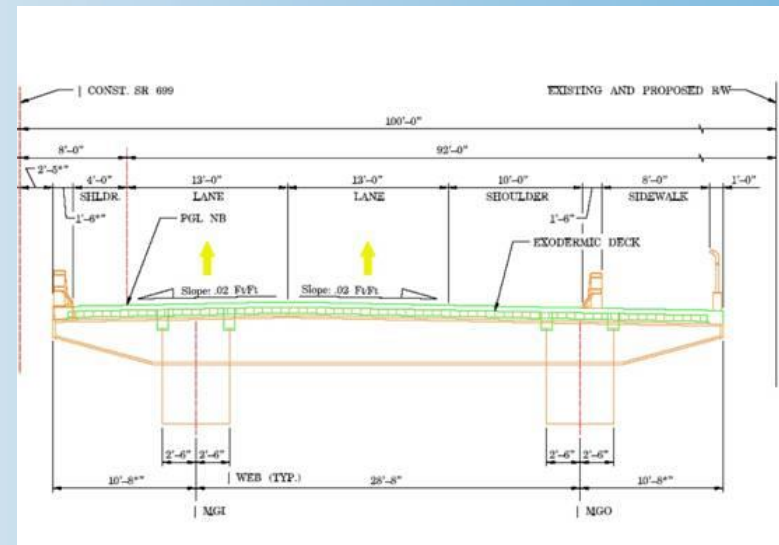 CONST. SR 699
EXISTING AND PROPOSED R/W
100'-0"
8'-0"
92'-0"
2'-5*"
4'-0"
13'-0"
13'-0"
10'-0"
8'-0"
1'-0"
SHLDR.
LANE
LANE
SHOULDER
SIDEWALK
1'-6*"
1'-6"
PGL NB
EXODERMIC DECK
Slope: .02 Ft/Ft
Slope: .02 Ft/Ft
2'-6"
2'-6"
2'-6"
2'-6"
WEB (TYP.)
10'-8*"
28'-8"
10'-8*"
MGI
MGO